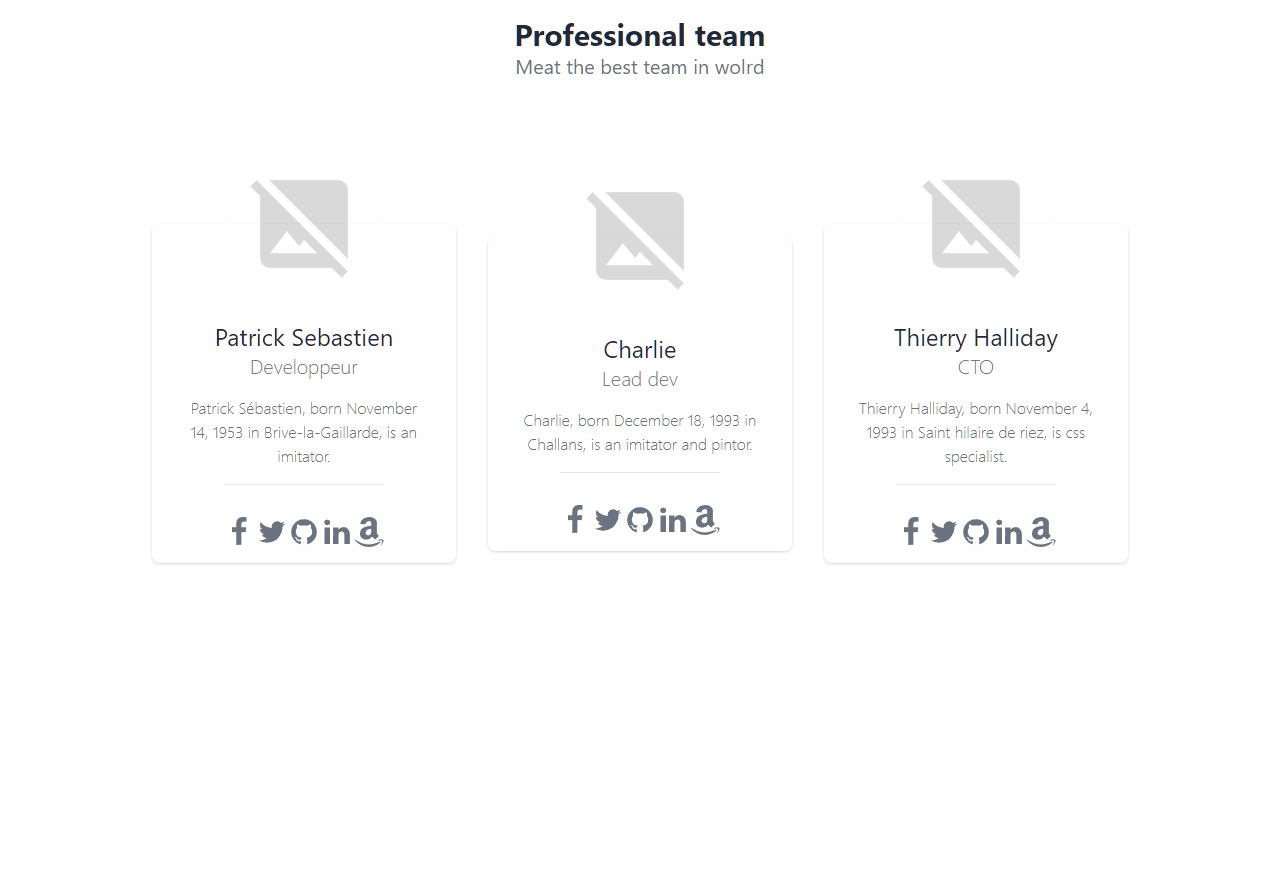 Professional team
Meat the best team in wolrd
Patrick Sebastien
Developpeur
Patrick Sébastien, born November
14, 1953 in Brive-la-Gaillarde, is an
imitator.
Charlie
Lead dev
Charlie, born December 18, 1993 in
Challans, is an imitator and pintor.
Thierry Halliday
CTO
Thierry Halliday, born November 4,
1993 in Saint hilaire de riez, is css
specialist.